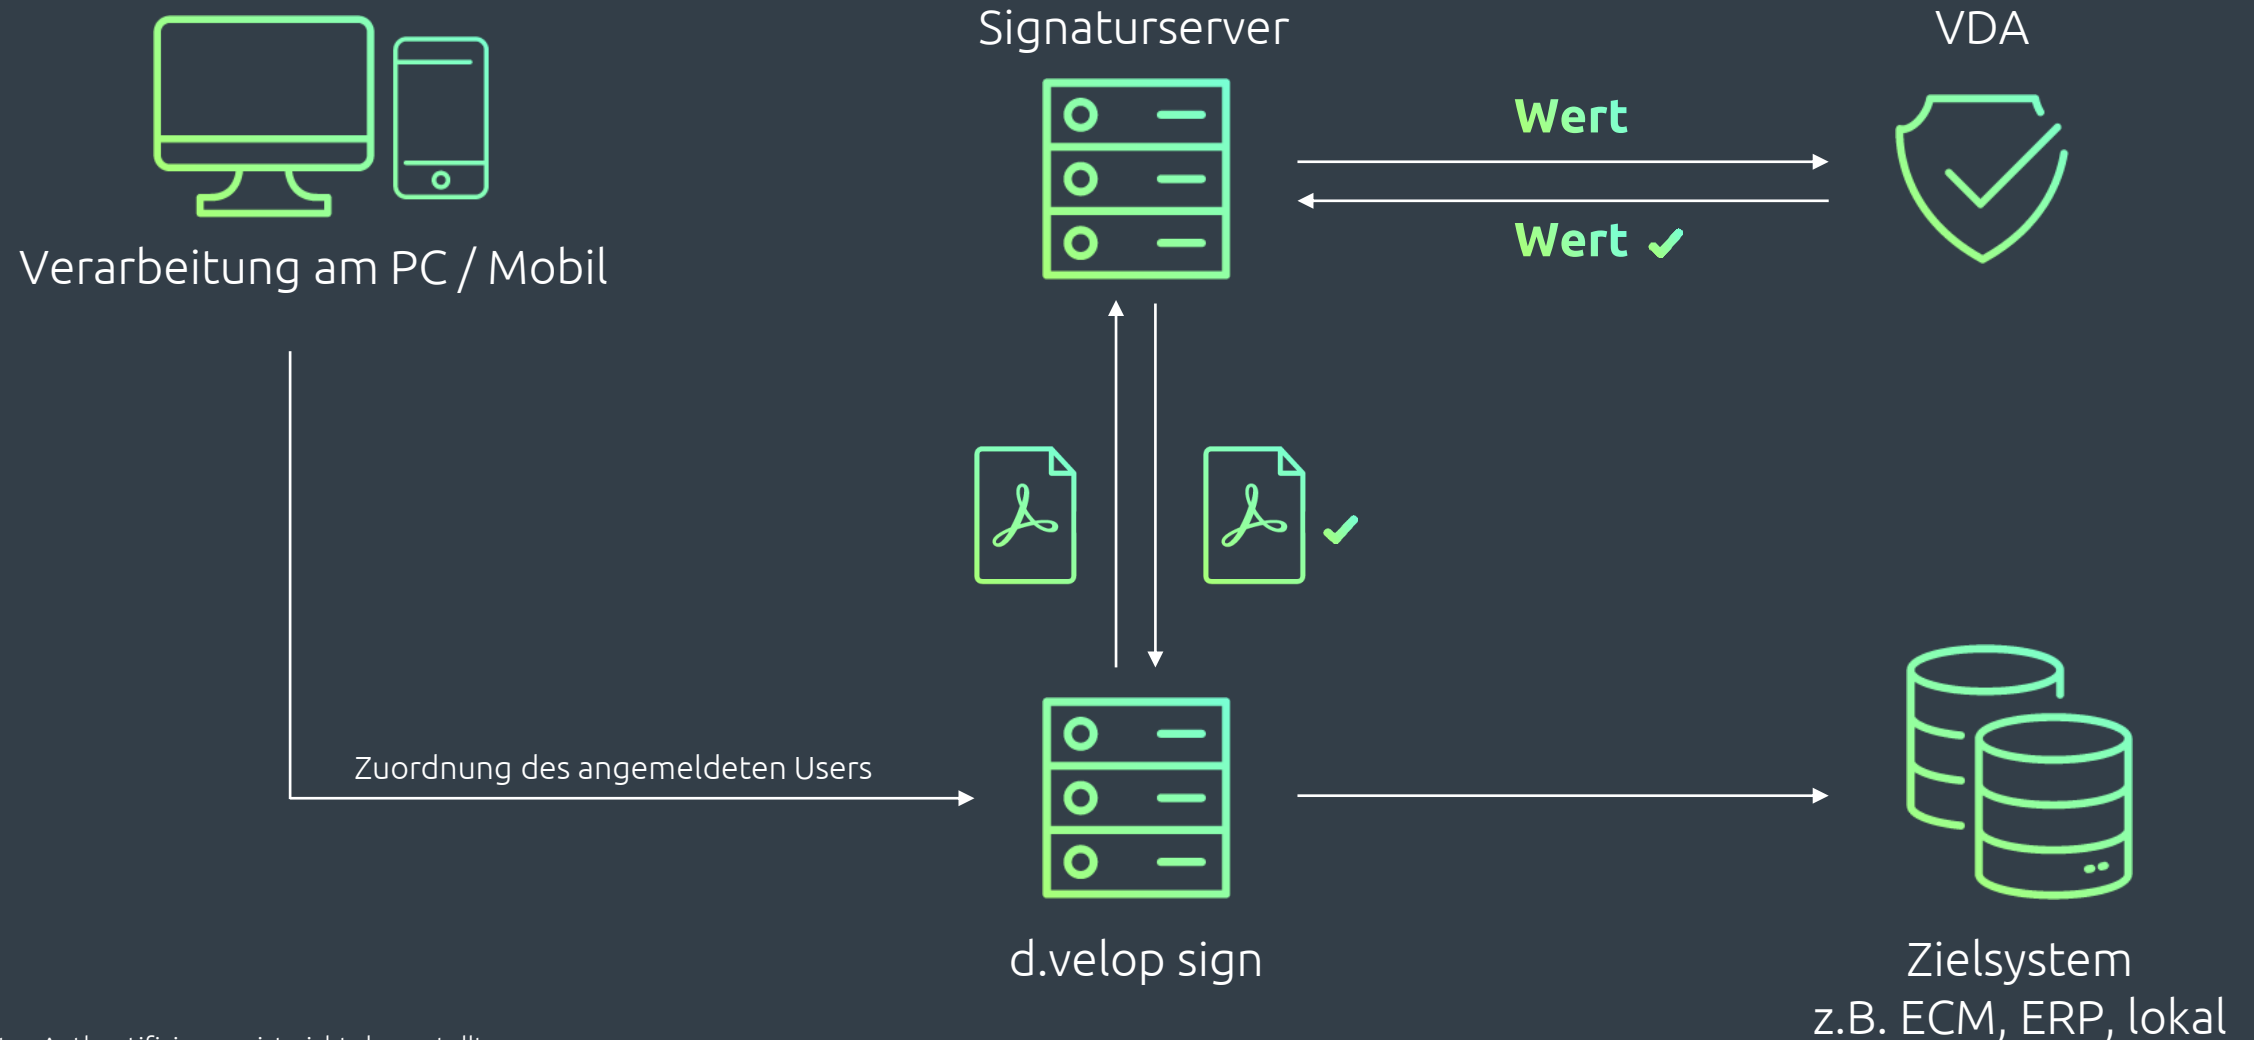 Signaturserver
VDA
Wert
Wert
Verarbeitung am PC / Mobil
Zuordnung des angemeldeten Users
d.velop sign
Zielsystem
z.B. ECM, ERP, lokal